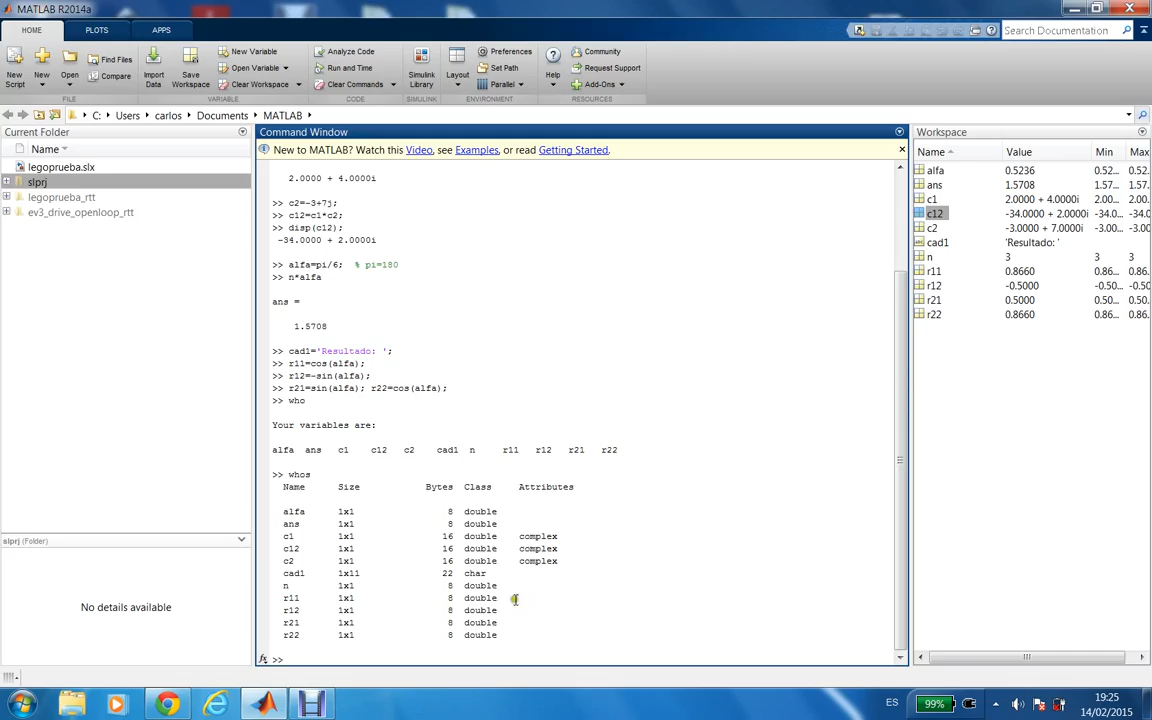 MATLAB R2014a
HOME PLOTS APPS
Search Documentation
New Script
New
Open
Find Files
Compare
FILE
Import Data
Save Workspace
New Variable
Open Variable
Clear Workspace
VARIABLE
Analyze Code
Run and Time
Clear Commands
CODE
Simulink Library
SIMULINK
Layout
Preferences
Set Path
Parallel
ENVIRONMENT
Help
Community
Request Support
Add-Ons
RESOURCES
C: Users carlos Documents MATLAB
Current Folder
Name
legoprueba.slx
slprj
legoprueba_rtt
ev3_drive_openloop_rtt
slprj (Folder)
No details available
Command Window
New to MATLAB? Watch this Video, see Examples, or read Getting Started.
2.0000 + 4.0000i
>> c2=-3+7j;
>> c12=c1*c2;
>> disp(c12);
-34.0000 + 2.0000i
>> alfa=pi/6; % pi=180
>> n*alfa
ans =
1.5708
>> cad1='Resultado: ';
>> r11=cos(alfa);
>> r12=-sin(alfa);
>> r21=sin(alfa); r22=cos(alfa);
>> who
Your variables are:
alfa ans c1 c12 c2 cad1 n r11 r12 r21 r22
>> whos
Name Size Bytes Class Attributes
alfa 1x1 8 double
ans 1x1 8 double
c1 1x1 16 double complex
c12 1x1 16 double complex
c2 1x1 16 double complex
cad1 1x11 22 char
n 1x1 8 double
r11 1x1 8 double
r12 1x1 8 double
r21 1x1 8 double
r22 1x1 8 double
fx >>
Workspace
Name Value Min Max
alfa 0.5236 0.52... 0.52.
ans 1.5708 1.57... 1.57.
c1 2.0000 + 4.0000i 2.00... 2.00.
c12 -34.0000 + 2.0000i -34.0... -34.0
c2 -3.0000 + 7.0000i -3.00... -3.00
cad1 'Resultado: '
n 3 3 3
r11 0.8660 0.86... 0.86.
r12 -0.5000 -0.50... -0.50
r21 0.5000 0.50... 0.50.
r22 0.8660 0.86... 0.86.
ES
99%
19:25
14/02/2015